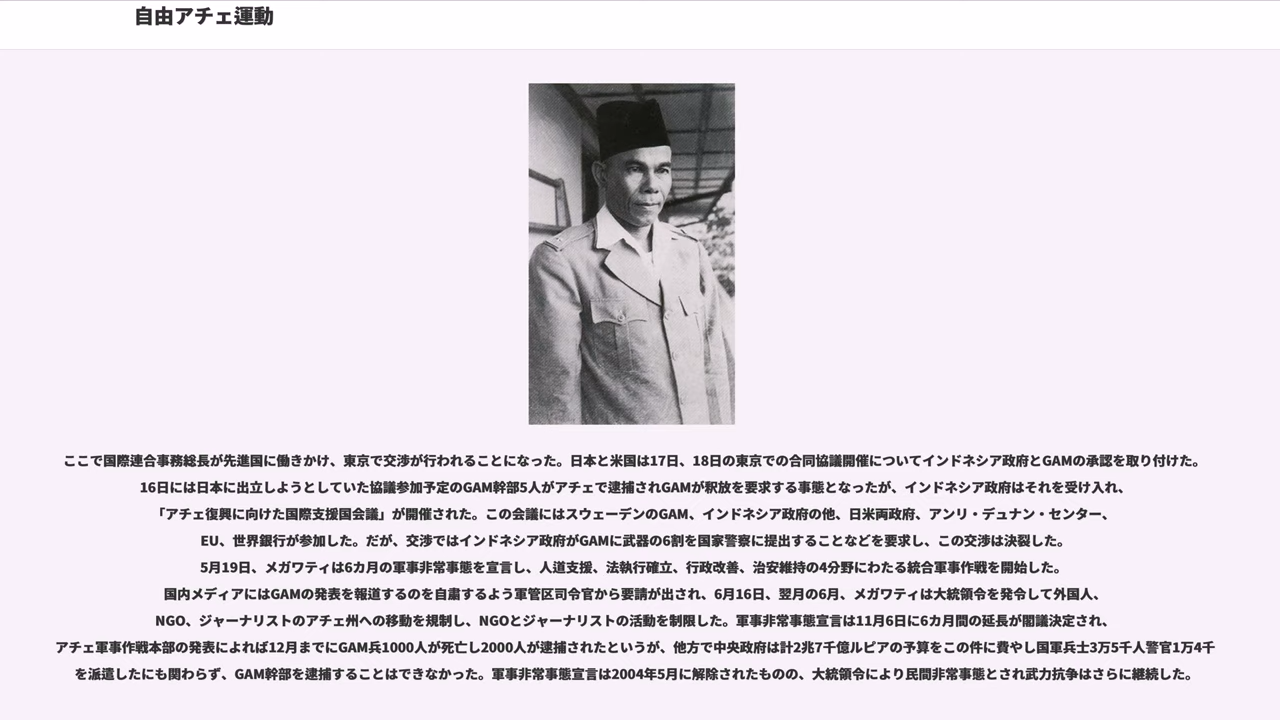 自由アチェ運動
ここで国際連合事務総長が先進国に働きかけ、東京で交渉が行われることになった。日本と米国は17日、18日の東京での合同協議開催についてインドネシア政府とGAMの承認を取り付けた。
16日には日本に出立しようとしていた協議参加予定のGAM幹部5人がアチェで逮捕されGAMが釈放を要求する事態となったが、インドネシア政府はそれを受け入れ、
「アチェ復興に向けた国際支援国会議」が開催された。この会議にはスウェーデンのGAM、インドネシア政府の他、日米両政府、アンリ・デュナン・センター、
EU、世界銀行が参加した。だが、交渉ではインドネシア政府がGAMに武器の6割を国家警察に提出することなどを要求し、この交渉は決裂した。
5月19日、メガワティは6カ月の軍事非常事態を宣言し、人道支援、法執行確立、行政改善、治安維持の4分野にわたる統合軍事作戦を開始した。
国内メディアにはGAMの発表を報道するのを自粛するよう軍管区司令官から要請が出され、6月16日、翌月の6月、メガワティは大統領令を発令して外国人、
NGO、ジャーナリストのアチェ州への移動を規制し、NGOとジャーナリストの活動を制限した。軍事非常事態宣言は11月6日に6カ月間の延長が閣議決定され、
アチェ軍事作戦本部の発表によれば12月までにGAM兵1000人が死亡し2000人が逮捕されたというが、他方で中央政府は計2兆7千億ルピアの予算をこの件に費やし国軍兵士3万5千人警官1万4千
を派遣したにも関わらず、GAM幹部を逮捕することはできなかった。軍事非常事態宣言は2004年5月に解除されたものの、大統領令により民間非常事態とされ武力抗争はさらに継続した。